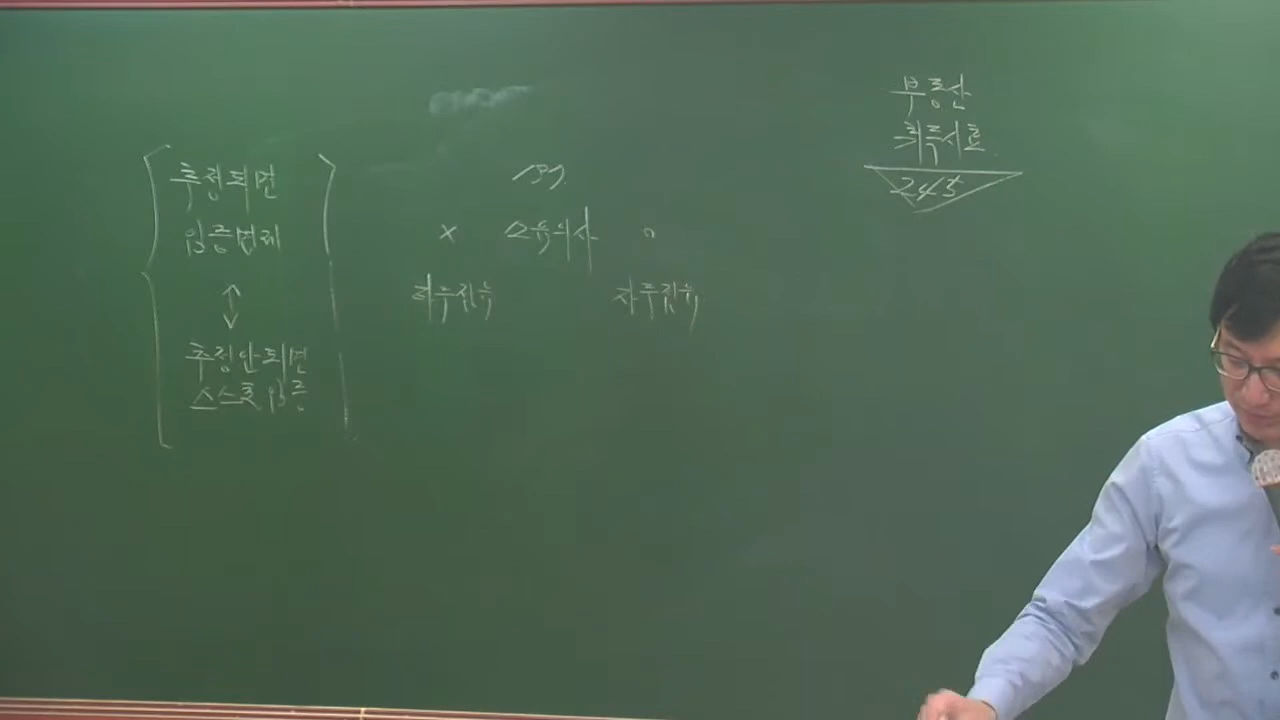 추정되면
입증면제
↕
추정안되면
스스로 입증
197
× 소유의사 ○
타주점유 자주점유
부동산
취득시효
245